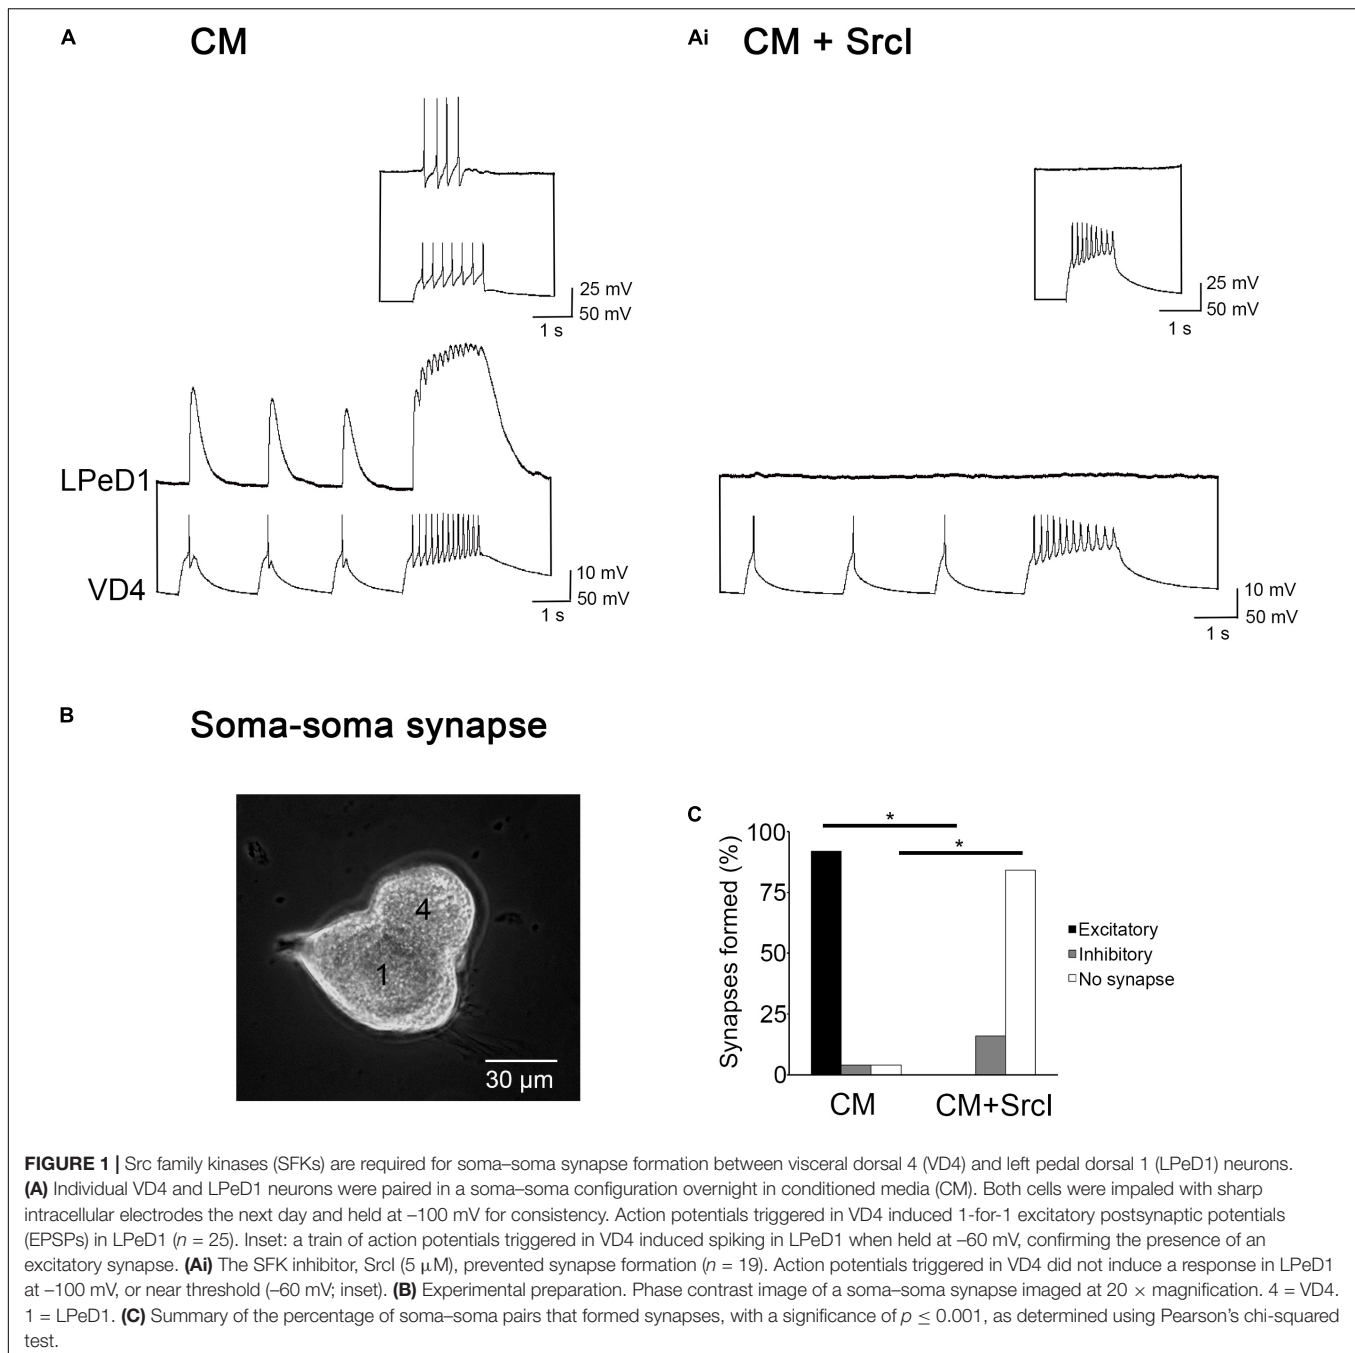 A
CM
Ai
CM + SrcI
25 mV
50 mV
1 s
25 mV
50 mV
1 s
LPeD1
VD4
10 mV
50 mV
1 s
10 mV
50 mV
1 s
B
Soma-soma synapse
4
1
30 µm
C
*
*
Synapses formed (%)
100
75
50
25
0
CM
CM+SrcI
Excitatory
Inhibitory
No synapse
FIGURE 1 | Src family kinases (SFKs) are required for soma–soma synapse formation between visceral dorsal 4 (VD4) and left pedal dorsal 1 (LPeD1) neurons.
(A) Individual VD4 and LPeD1 neurons were paired in a soma–soma configuration overnight in conditioned media (CM). Both cells were impaled with sharp
intracellular electrodes the next day and held at –100 mV for consistency. Action potentials triggered in VD4 induced 1-for-1 excitatory postsynaptic potentials
(EPSPs) in LPeD1 (n = 25). Inset: a train of action potentials triggered in VD4 induced spiking in LPeD1 when held at –60 mV, confirming the presence of an
excitatory synapse. (Ai) The SFK inhibitor, SrcI (5 μM), prevented synapse formation (n = 19). Action potentials triggered in VD4 did not induce a response in LPeD1
at –100 mV, or near threshold (–60 mV; inset). (B) Experimental preparation. Phase contrast image of a soma–soma synapse imaged at 20 × magnification. 4 = VD4.
1 = LPeD1. (C) Summary of the percentage of soma–soma pairs that formed synapses, with a significance of p ≤ 0.001, as determined using Pearson's chi-squared
test.